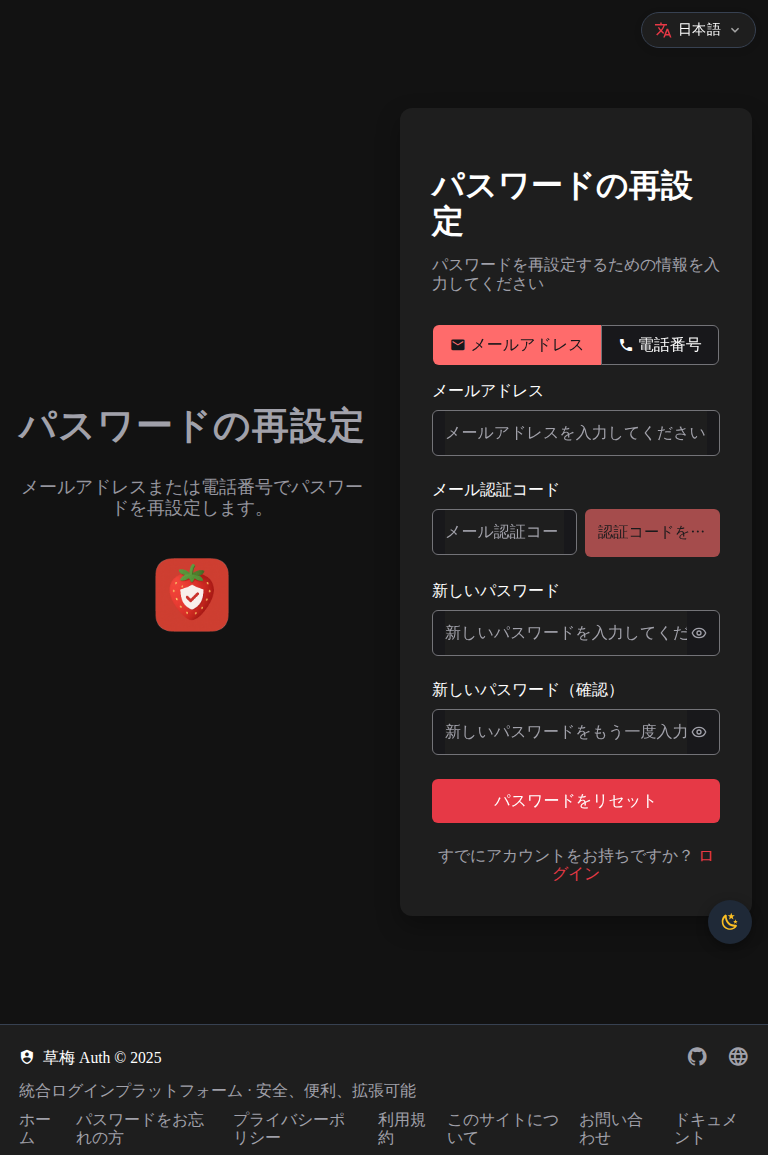 日本語
パスワードの再設定
メールアドレスまたは電話番号でパスワー
ドを再設定します。
パスワードの再設
定
パスワードを再設定するための情報を入
力してください
メールアドレス 電話番号
メールアドレス
メールアドレスを入力してください
メール認証コード
メール認証コー 認証コードを…
新しいパスワード
新しいパスワードを入力してくだ
新しいパスワード（確認）
新しいパスワードをもう一度入力
パスワードをリセット
すでにアカウントをお持ちですか？ ロ
グイン
草梅 Auth © 2025
統合ログインプラットフォーム · 安全、便利、拡張可能
ホー
ム
パスワードをお忘
れの方
プライバシーポ
リシー
利用規
約
このサイトにつ
いて
お問い合
わせ
ドキュメ
ント